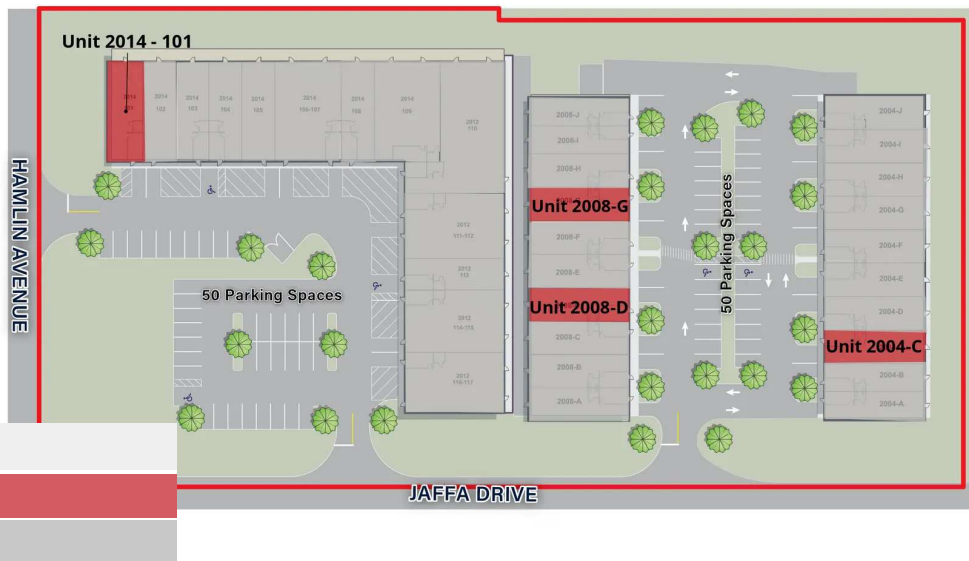 Unit 2014 - 101
2014
101
2014
102
2014
103
2014
104
2014
105
2014
106-107
2014
108
2014
109
2012
110
2012
111-112
2012
113
2012
114-115
2012
116-117
HAMLIN AVENUE
50 Parking Spaces
2008-J
2008-I
2008-H
Unit 2008-G
2008-F
2008-E
Unit 2008-D
2008-C
2008-B
2008-A
50 Parking Spaces
2004-J
2004-I
2004-H
2004-G
2004-F
2004-E
2004-D
Unit 2004-C
2004-B
2004-A
JAFFA DRIVE